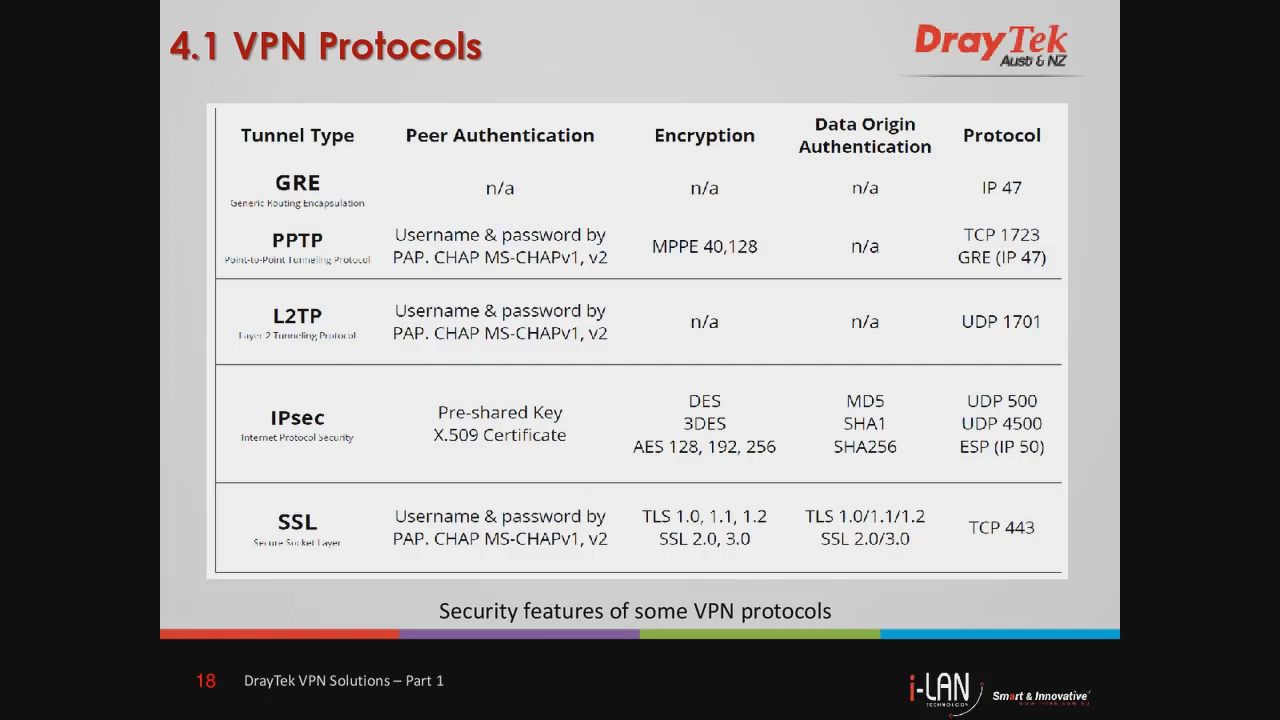 4.1 VPN Protocols
DrayTek
Aust & NZ
Tunnel Type
Peer Authentication
Encryption
Data Origin
Authentication
Protocol
GRE
Generic Routing Encapsulation
n/a
n/a
n/a
IP 47
PPTP
Point-to-Point Tunneling Protocol
Username & password by
PAP. CHAP MS-CHAPv1, v2
MPPE 40,128
n/a
TCP 1723
GRE (IP 47)
L2TP
Layer 2 Tunneling Protocol
Username & password by
PAP. CHAP MS-CHAPv1, v2
n/a
n/a
UDP 1701
IPsec
Internet Protocol Security
Pre-shared Key
X.509 Certificate
DES
3DES
AES 128, 192, 256
MD5
SHA1
SHA256
UDP 500
UDP 4500
ESP (IP 50)
SSL
Secure Socket Layer
Username & password by
PAP. CHAP MS-CHAPv1, v2
TLS 1.0, 1.1, 1.2
SSL 2.0, 3.0
TLS 1.0/1.1/1.2
SSL 2.0/3.0
TCP 443
Security features of some VPN protocols
18
DrayTek VPN Solutions – Part 1
i-LAN
TECHNOLOGY
Smart & Innovative